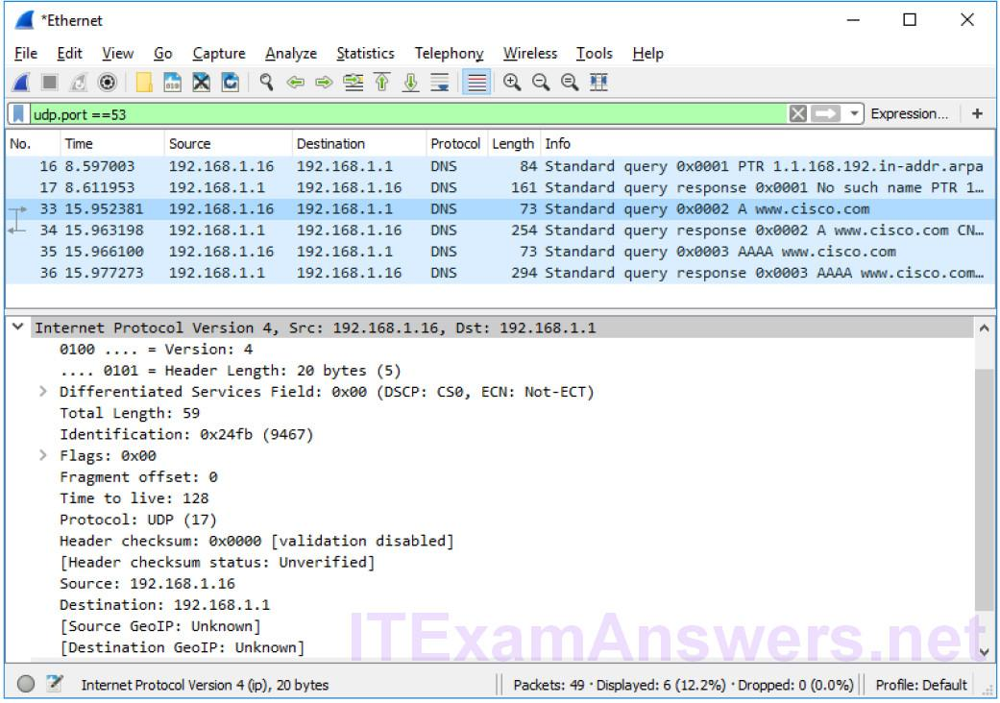 *Ethernet
File Edit View Go Capture Analyze Statistics Telephony Wireless Tools Help
udp.port ==53 Expression... +
No. Time Source Destination Protocol Length Info
16 8.597003 192.168.1.16 192.168.1.1 DNS 84 Standard query 0x0001 PTR 1.1.168.192.in-addr.arpa
17 8.611953 192.168.1.1 192.168.1.16 DNS 161 Standard query response 0x0001 No such name PTR 1…
33 15.952381 192.168.1.16 192.168.1.1 DNS 73 Standard query 0x0002 A www.cisco.com
34 15.963198 192.168.1.1 192.168.1.16 DNS 254 Standard query response 0x0002 A www.cisco.com CN…
35 15.966100 192.168.1.16 192.168.1.1 DNS 73 Standard query 0x0003 AAAA www.cisco.com
36 15.977273 192.168.1.1 192.168.1.16 DNS 294 Standard query response 0x0003 AAAA www.cisco.com…
Internet Protocol Version 4, Src: 192.168.1.16, Dst: 192.168.1.1
0100 .... = Version: 4
.... 0101 = Header Length: 20 bytes (5)
Differentiated Services Field: 0x00 (DSCP: CS0, ECN: Not-ECT)
Total Length: 59
Identification: 0x24fb (9467)
Flags: 0x00
Fragment offset: 0
Time to live: 128
Protocol: UDP (17)
Header checksum: 0x0000 [validation disabled]
[Header checksum status: Unverified]
Source: 192.168.1.16
Destination: 192.168.1.1
[Source GeoIP: Unknown]
[Destination GeoIP: Unknown]
ITExamAnswers.net
Internet Protocol Version 4 (ip), 20 bytes Packets: 49 · Displayed: 6 (12.2%) · Dropped: 0 (0.0%) Profile: Default